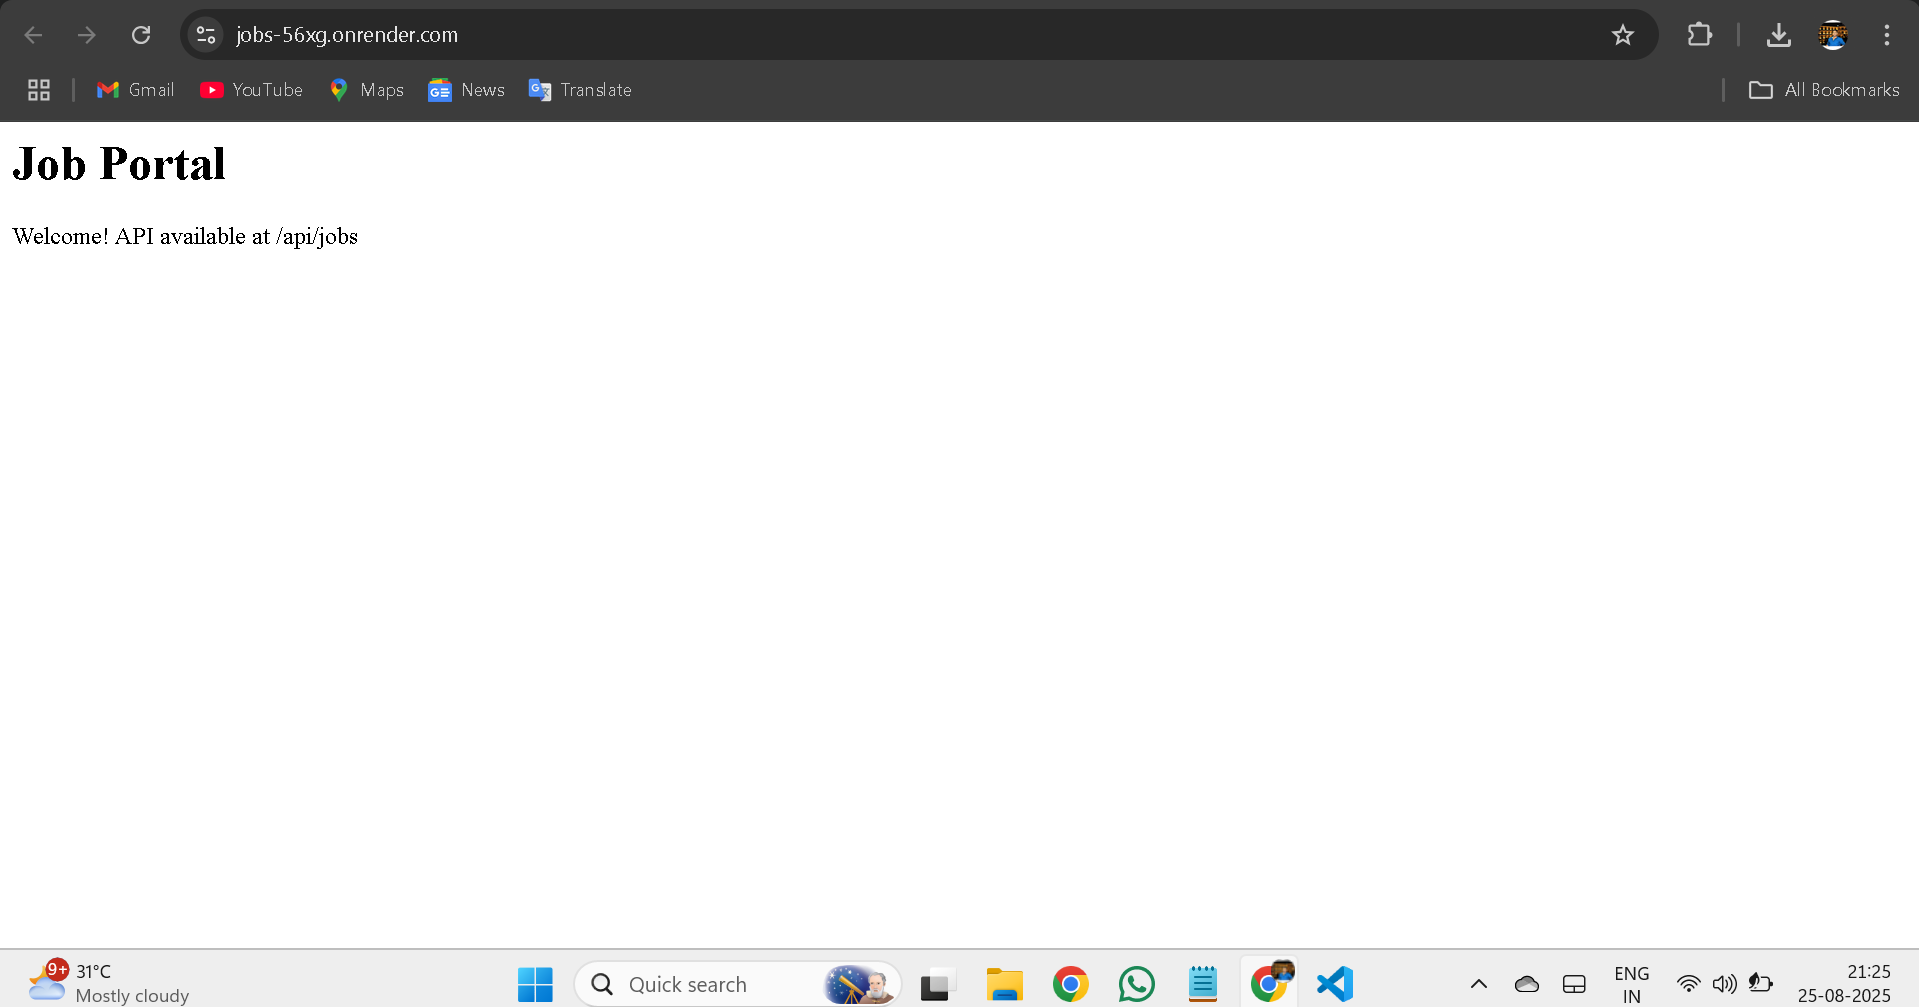 jobs-56xg.onrender.com
Gmail
YouTube
Maps
News
Translate
All Bookmarks
Job Portal
Welcome! API available at /api/jobs
9+
31°C
Mostly cloudy
Quick search
ENG
IN
21:25
25-08-2025